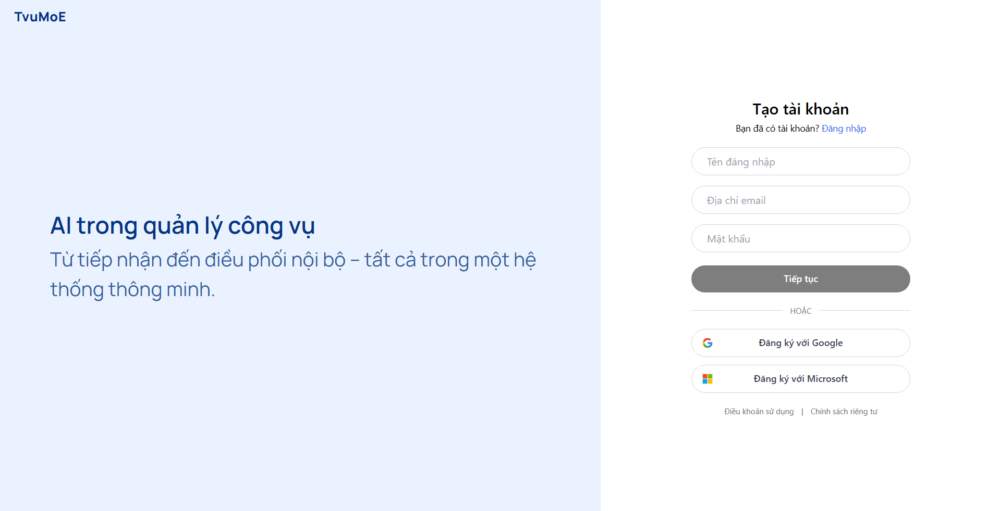 TvuMoE
AI trong quản lý công vụ
Từ tiếp nhận đến điều phối nội bộ – tất cả trong một hệ
thống thông minh.
Tạo tài khoản
Bạn đã có tài khoản? Đăng nhập
Tên đăng nhập
Địa chỉ email
Mật khẩu
Tiếp tục
HOẶC
Đăng ký với Google
Đăng ký với Microsoft
Điều khoản sử dụng | Chính sách riêng tư